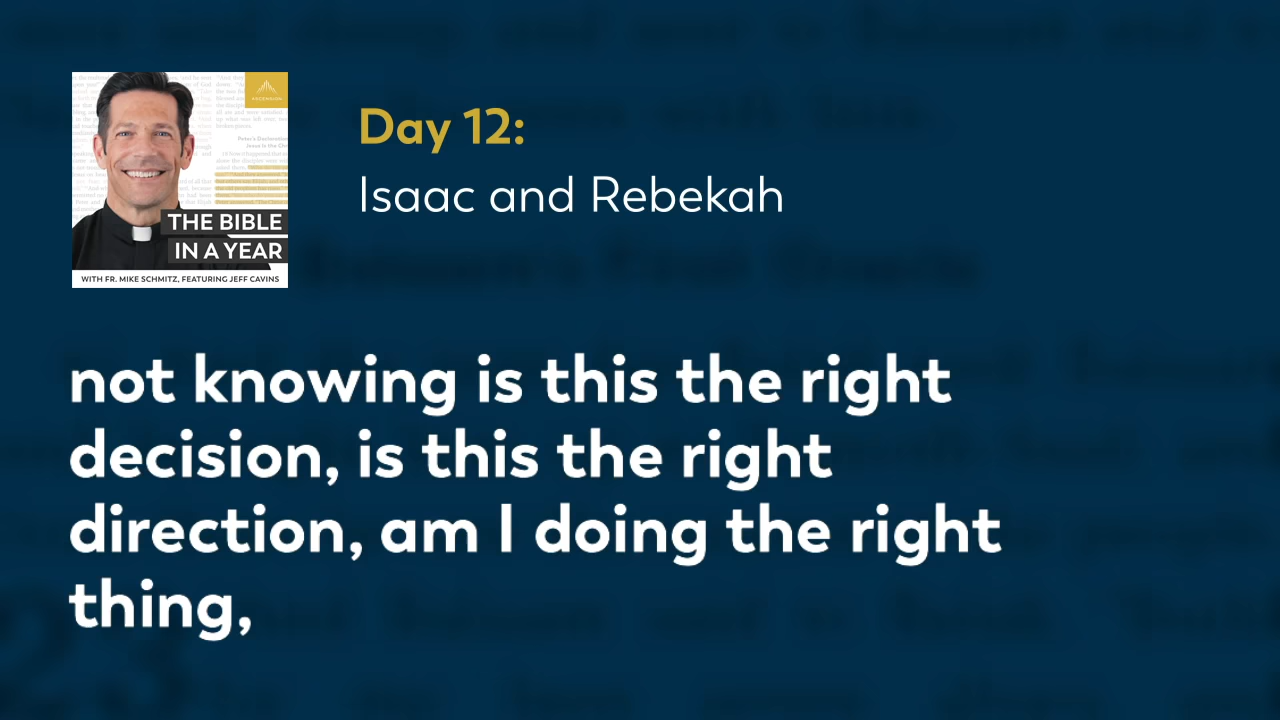 ASCENSION
THE BIBLE
IN A YEAR
WITH FR. MIKE SCHMITZ, FEATURING JEFF CAVINS
Day 12:
Isaac and Rebekah
not knowing is this the right
decision, is this the right
direction, am I doing the right
thing,